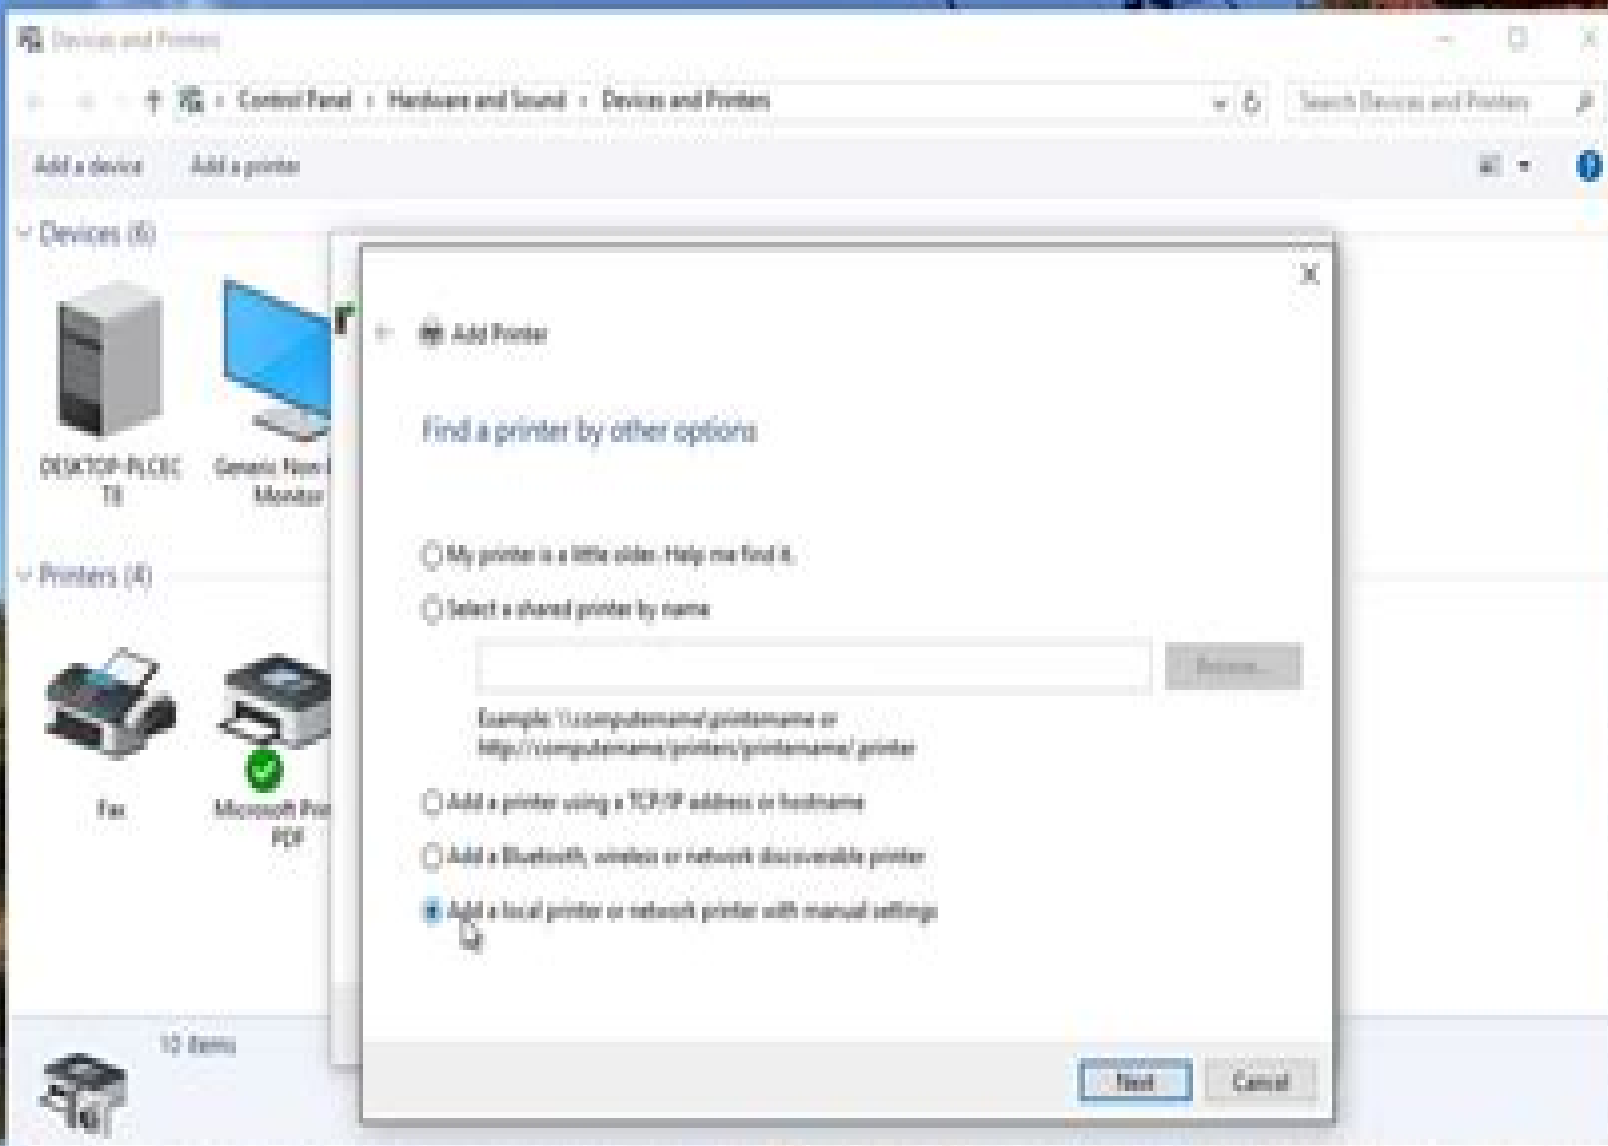 Devices and Printers
Control Panel › Hardware and Sound › Devices and Printers
Search Devices and Printers
Add a device
Add a printer
Devices (6)
DESKTOP-PLCEC
T8
Generic Non
Monitor
Printers (4)
Fax
Microsoft Prin
PDF
10 items
r
Add Printer
Find a printer by other options
My printer is a little older. Help me find it.
Select a shared printer by name
Browse...
Example: \\computername\printername or
http://computername/printers/printername/.printer
Add a printer using a TCP/IP address or hostname
Add a Bluetooth, wireless or network discoverable printer
Add a local printer or network printer with manual settings
Next
Cancel